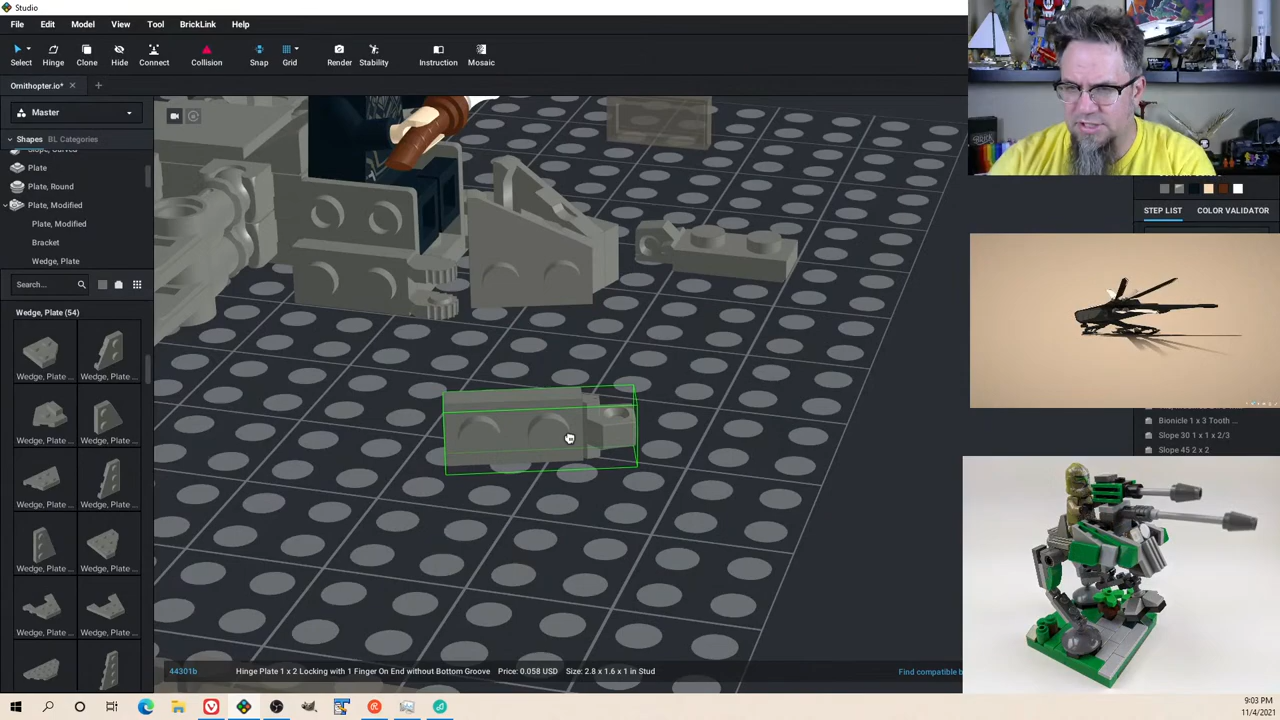 Studio
File Edit Model View Tool BrickLink Help
Select Hinge Clone Hide Connect Collision Snap Grid Render Stability Instruction Mosaic
Ornithopter.io*
Master
Shapes BL Categories
Slope, Curved
Plate
Plate, Round
Plate, Modified
Plate, Modified
Bracket
Wedge, Plate
Search...
Wedge, Plate (54)
Wedge, Plate ... Wedge, Plate ...
Wedge, Plate ... Wedge, Plate ...
Wedge, Plate ... Wedge, Plate ...
Wedge, Plate ... Wedge, Plate ...
Wedge, Plate ... Wedge, Plate ...
STEP LIST COLOR VALIDATOR
Bionicle 1 x 3 Tooth ...
Slope 30 1 x 1 x 2/3
Slope 45 2 x 2
44301b Hinge Plate 1 x 2 Locking with 1 Finger On End without Bottom Groove Price: 0.058 USD Size: 2.8 x 1.6 x 1 in Stud
Find compatible b
9:03 PM
11/4/2021